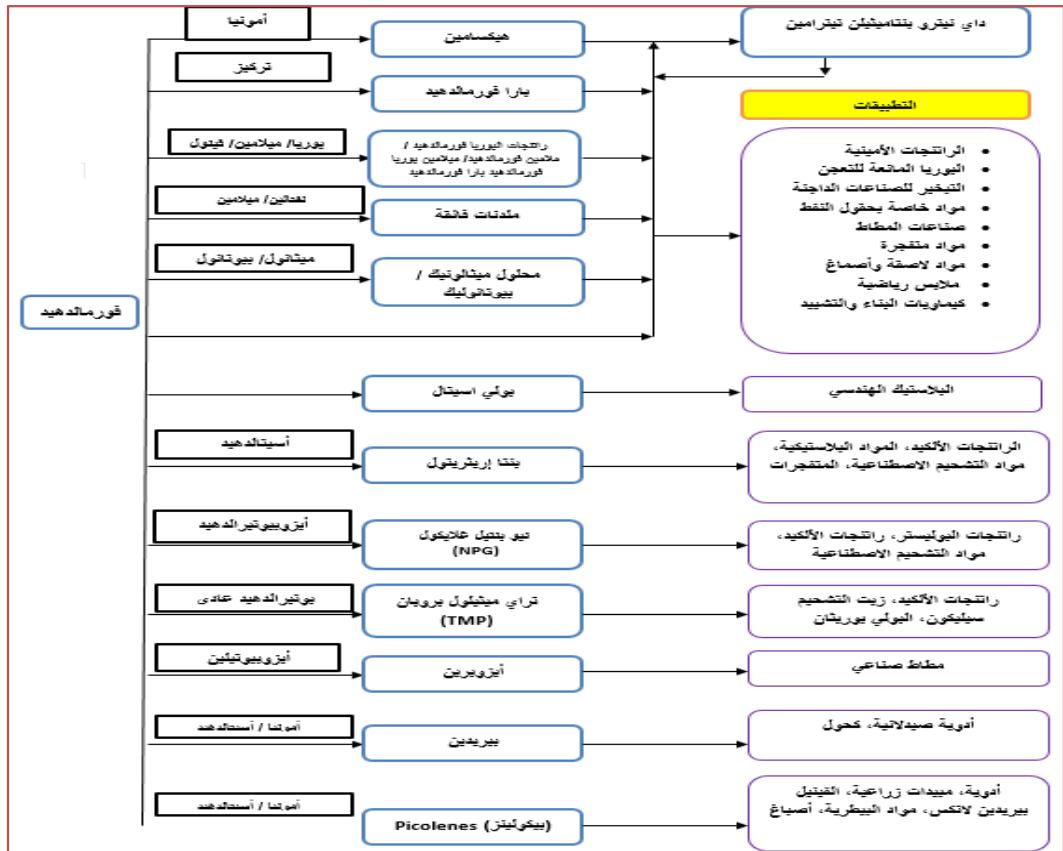 أمونيا
هيكسامين
داي نيترو بنتاميثيلن تيترامين
تركيز
بارا فورمالدهيد
التطبيقات
يوريا/ ميلامين/ فينول
راتنجات اليوريا فورمالدهيد /
ملامين فورمالدهيد/ ميلامين يوريا
فورمالدهيد بارا فورمالدهيد
الراتنجات الأمينية
اليوريا المانعة للتعجن
التبخير للصناعات الداجنة
مواد خاصة بحقول النفط
صناعات المطاط
مواد متفجرة
مواد لاصقة وأصماغ
ملابس رياضية
كيماويات البناء والتشييد
نفتالين/ ميلامين
ملدنات فائقة
ميثانول/ بيوتانول
محلول ميثالونيك /
بيوتانوليك
فورمالدهيد
بولي اسيتال
البلاستيك الهندسي
أسيتالدهيد
بنتا إريثريتول
الراتنجات الألكيد، المواد البلاستيكية،
مواد التشحيم الاصطناعية، المتفجرات
أيزوبيوتيرالدهيد
نيو بنتيل غلايكول
(NPG)
راتنجات البوليستر، راتنجات الألكيد،
مواد التشحيم الاصطناعية
بوتيرالدهيد عادى
تراي ميثيلول بروبان
(TMP)
راتنجات الألكيد، زيت التشحيم
سيليكون، البولي يوريثان
أيزوبيوتيلين
أيزوبرين
مطاط صناعي
أمونيا / أسيتالدهيد
بيريدين
أدوية صيدلانية، كحول
أمونيا / أسيتالدهيد
Picolenes (بيكولينز)
أدوية، مبيدات زراعية، الفينيل
بيريدين لاتكس، مواد البيطرية، أصباغ